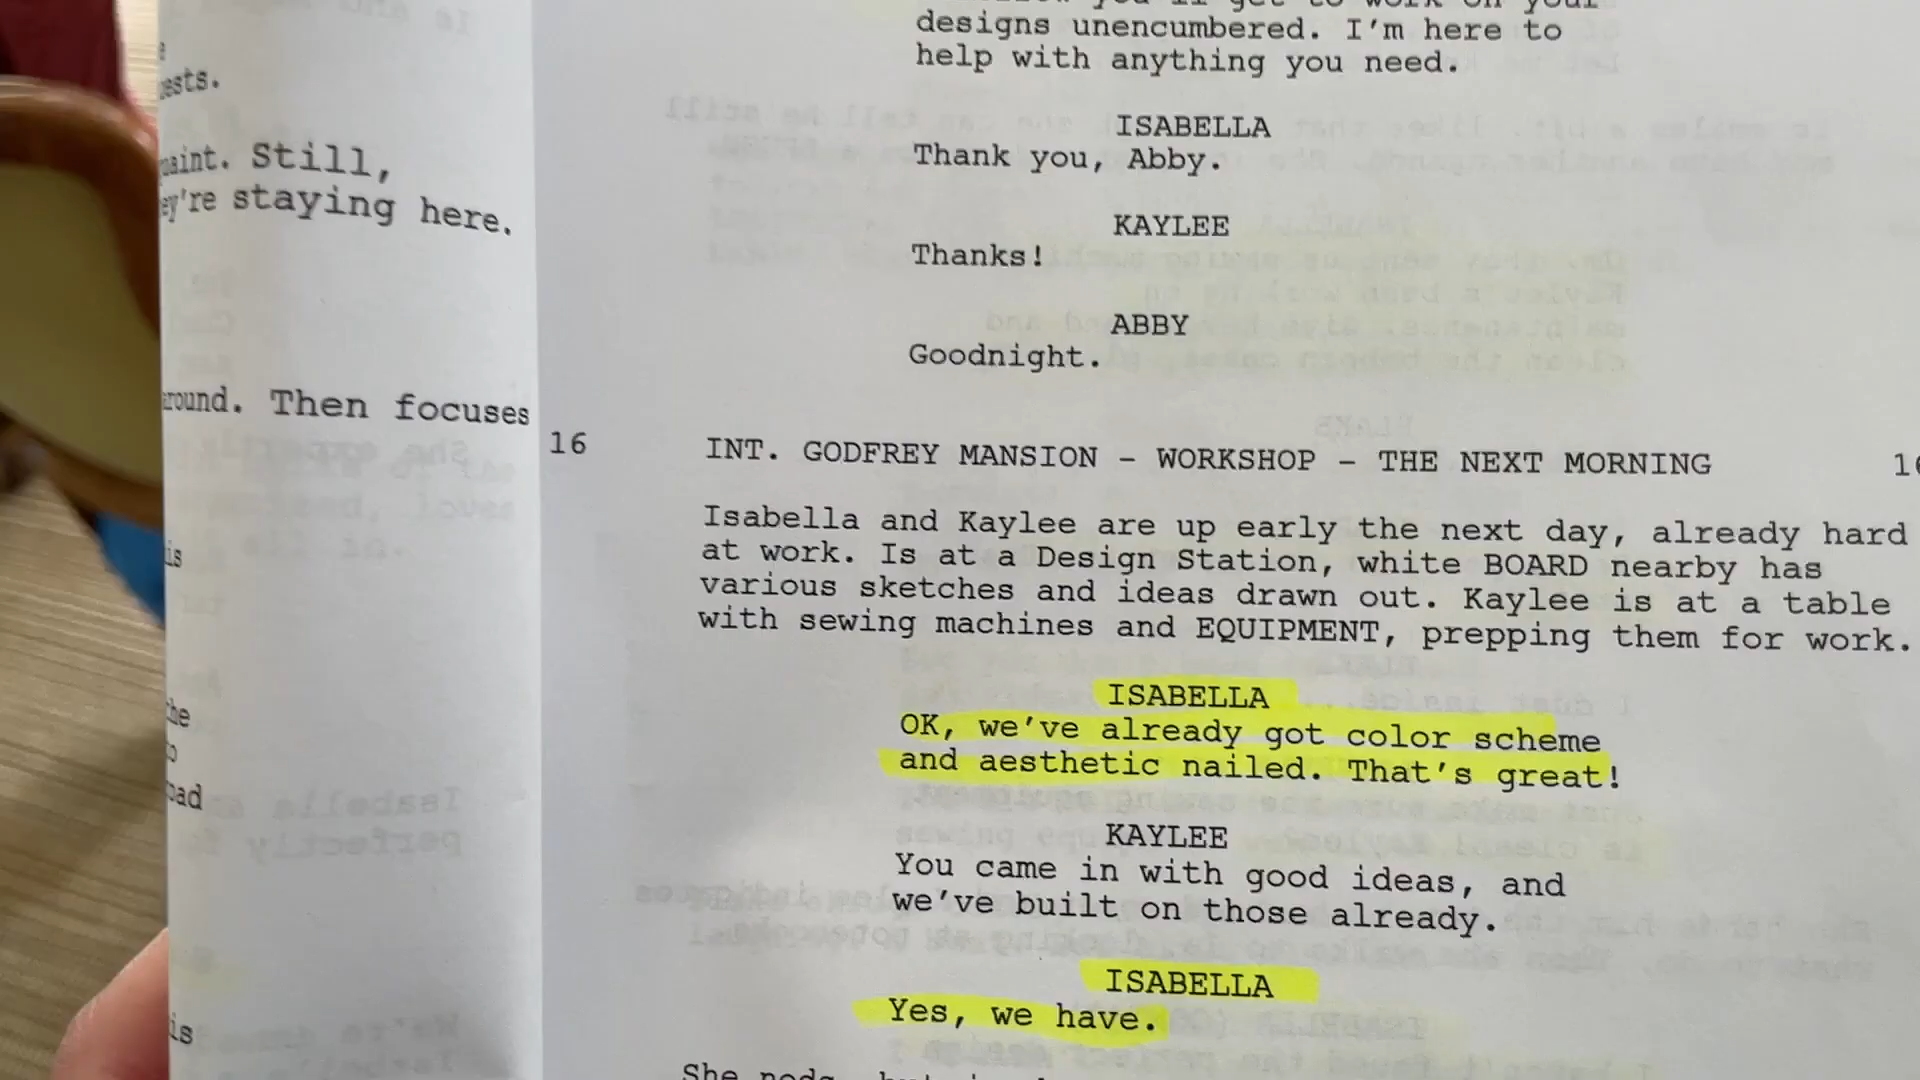 ests.
Still,
ey're staying here.
Then focuses
is
designs unencumbered. I'm here to
help with anything you need.
ISABELLA
Thank you, Abby.
KAYLEE
Thanks!
ABBY
Goodnight.
16 INT. GODFREY MANSION - WORKSHOP - THE NEXT MORNING
Isabella and Kaylee are up early the next day, already hard
at work. Is at a Design Station, white BOARD nearby has
various sketches and ideas drawn out. Kaylee is at a table
with sewing machines and EQUIPMENT, prepping them for work.
ISABELLA
OK, we've already got color scheme
and aesthetic nailed. That's great!
KAYLEE
You came in with good ideas, and
we've built on those already.
ISABELLA
Yes, we have.
She nods,